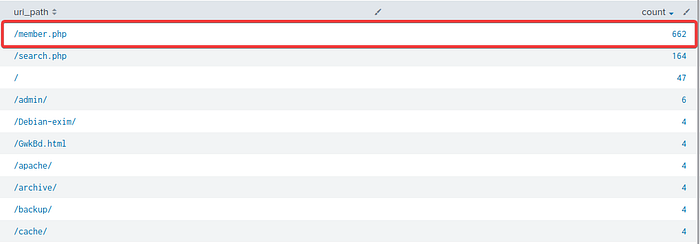 uri_path count
/member.php 662
/search.php 164
/ 47
/admin/ 6
/Debian-exim/ 4
/GwkBd.html 4
/apache/ 4
/archive/ 4
/backup/ 4
/cache/ 4